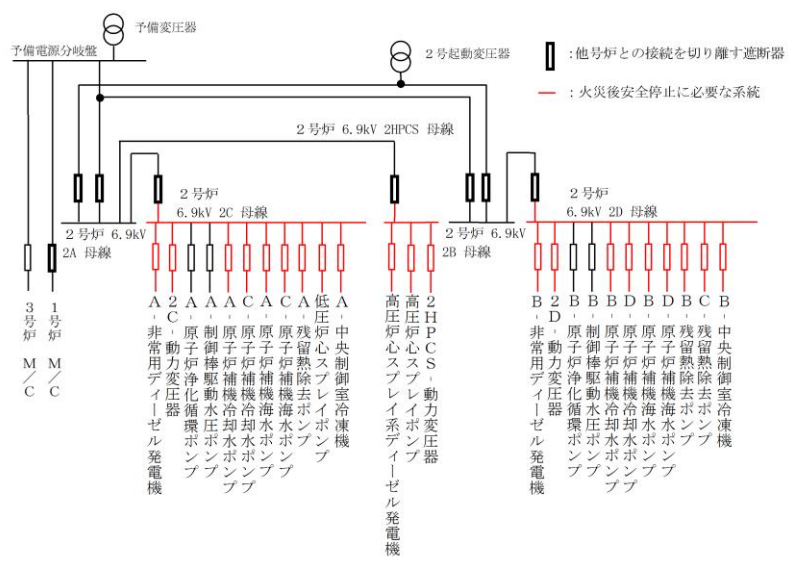 予備変圧器
予備電源分岐盤
2号起動変圧器
:他号炉との接続を切り離す遮断器
:火災後安全停止に必要な系統
2号炉 6.9kV 2HPCS 母線
2号炉
6.9kV 2C 母線
2号炉
6.9kV 2D 母線
2号炉 6.9kV
2A 母線
2号炉 6.9kV
2B 母線
3号炉 M/C
1号炉 M/C
A-非常用ディーゼル発電機
2C-動力変圧器
A-原子炉浄化循環ポンプ
A-制御棒駆動水圧ポンプ
A-原子炉補機冷却水ポンプ
C-原子炉補機冷却水ポンプ
A-原子炉補機海水ポンプ
C-原子炉補機海水ポンプ
A-残留熱除去ポンプ
低圧炉心スプレイポンプ
A-中央制御室冷凍機
高圧炉心スプレイ系ディーゼル発電機
高圧炉心スプレイポンプ
2HPCS-動力変圧器
B-非常用ディーゼル発電機
2D-動力変圧器
B-原子炉浄化循環ポンプ
B-制御棒駆動水圧ポンプ
B-原子炉補機冷却水ポンプ
D-原子炉補機冷却水ポンプ
B-原子炉補機海水ポンプ
D-原子炉補機海水ポンプ
B-残留熱除去ポンプ
C-残留熱除去ポンプ
B-中央制御室冷凍機